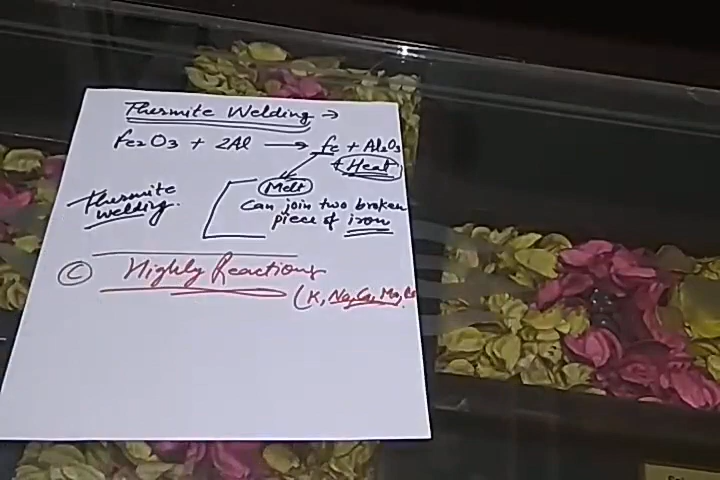 Thermite Welding →
Fe2O3 + 2Al → Fe + Al2O3
+ Heat
Melt
Thermite
welding.
Can join two broken
piece of iron
(C) Highly Reactions
(K, Na, Ca, Mg,